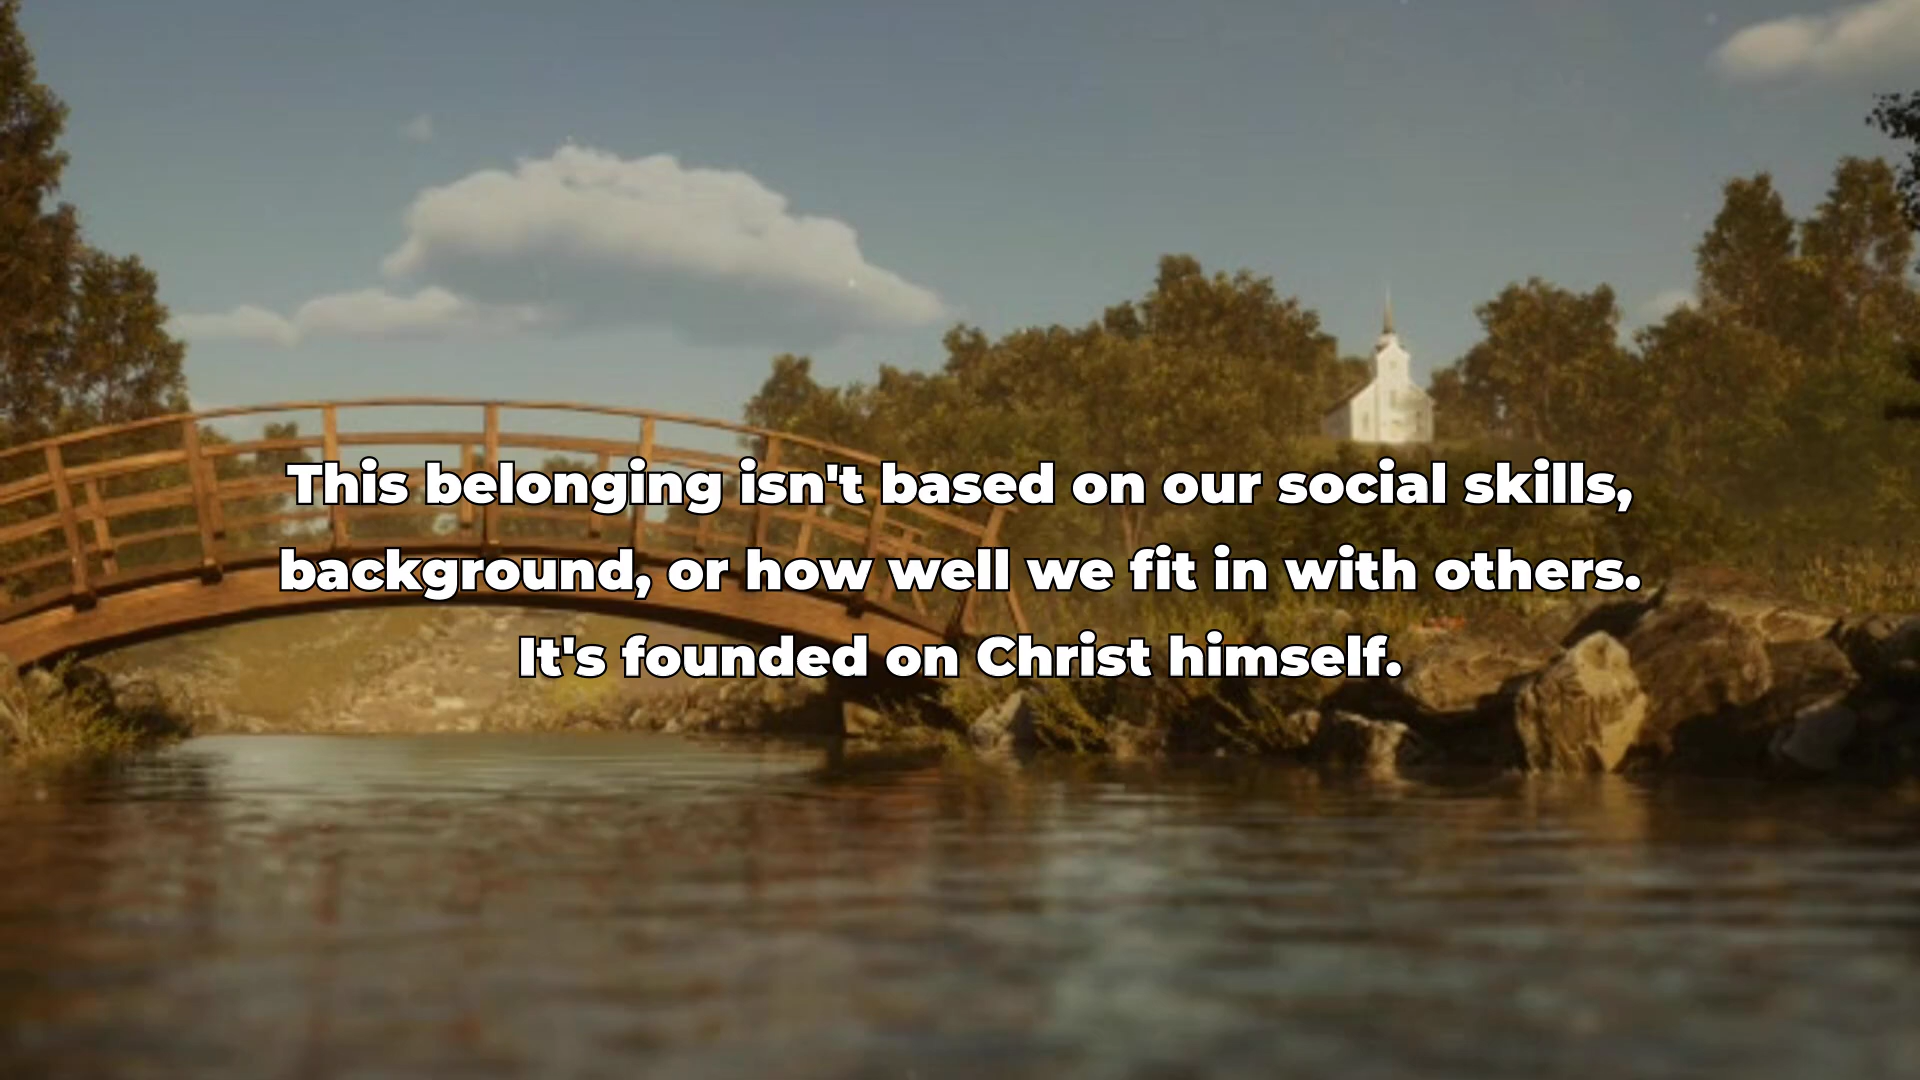 This belonging isn't based on our social skills,
background, or how well we fit in with others.
It's founded on Christ himself.